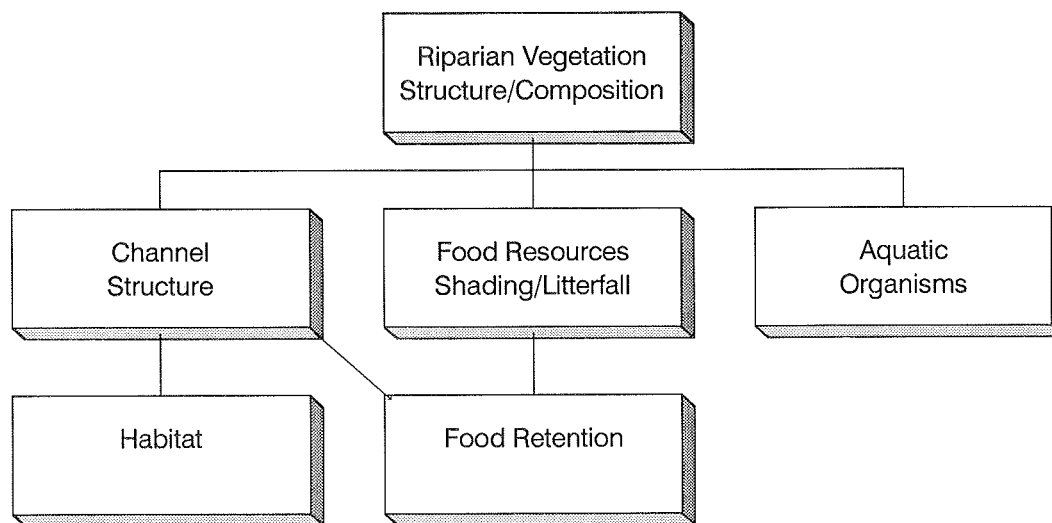 Riparian Vegetation
Structure/Composition
Channel
Structure
Food Resources
Shading/Litterfall
Aquatic
Organisms
Habitat
Food Retention